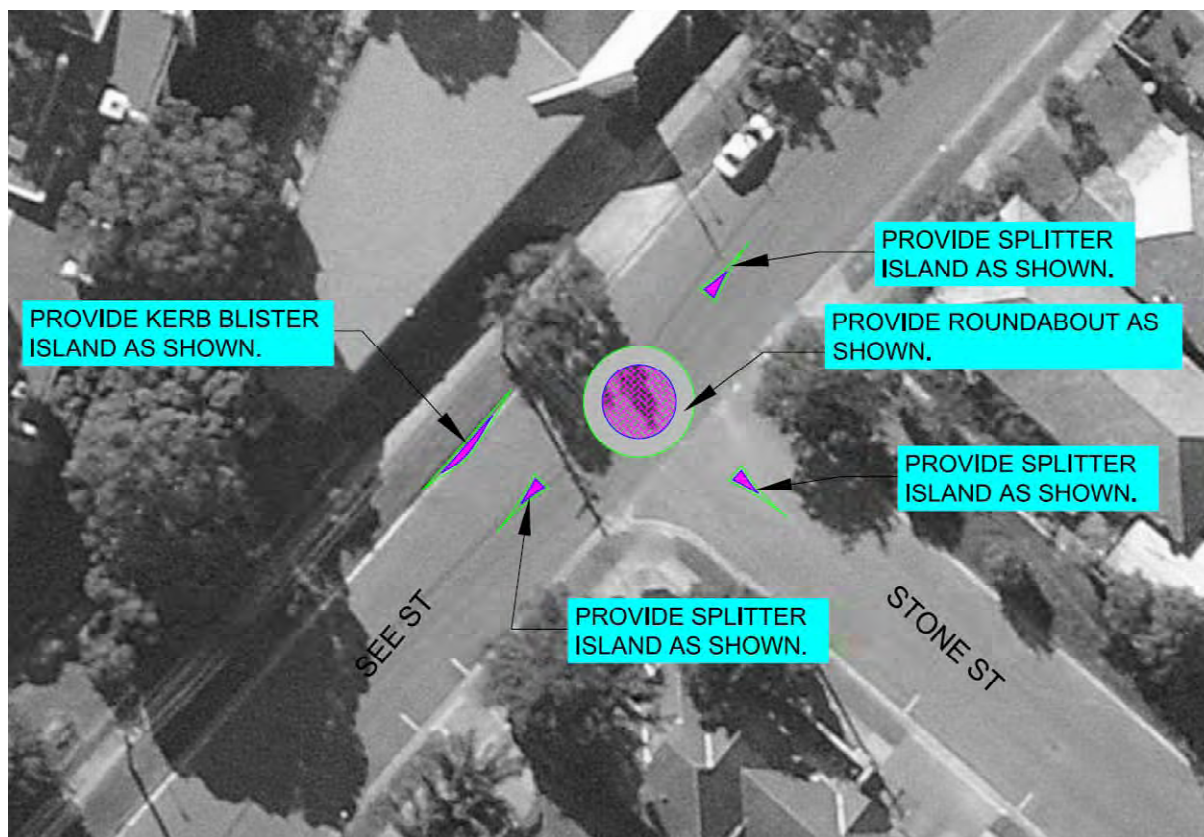 PROVIDE SPLITTER
ISLAND AS SHOWN.
PROVIDE KERB BLISTER
ISLAND AS SHOWN.
PROVIDE ROUNDABOUT AS
SHOWN.
PROVIDE SPLITTER
ISLAND AS SHOWN.
PROVIDE SPLITTER
ISLAND AS SHOWN.
SEE ST
STONE ST